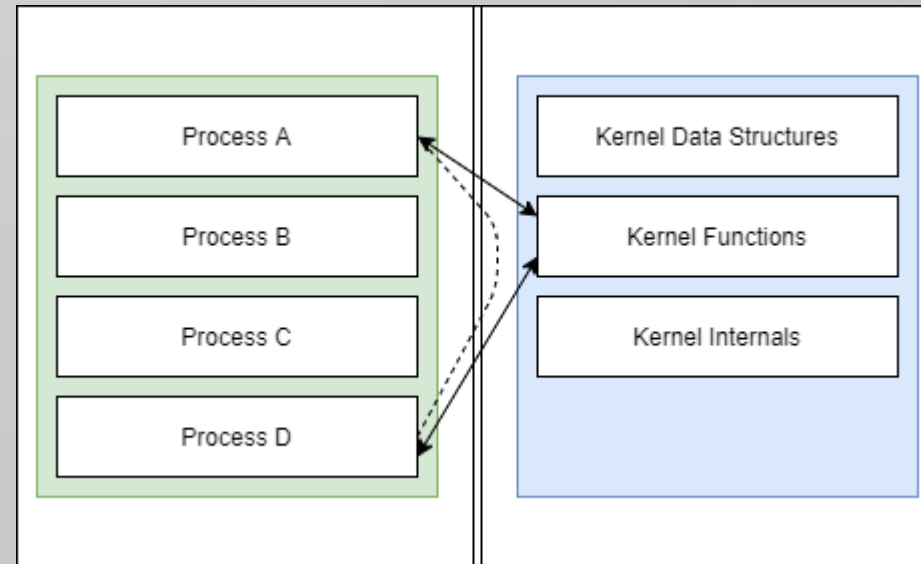 Process A
Process B
Process C
Process D
Kernel Data Structures
Kernel Functions
Kernel Internals